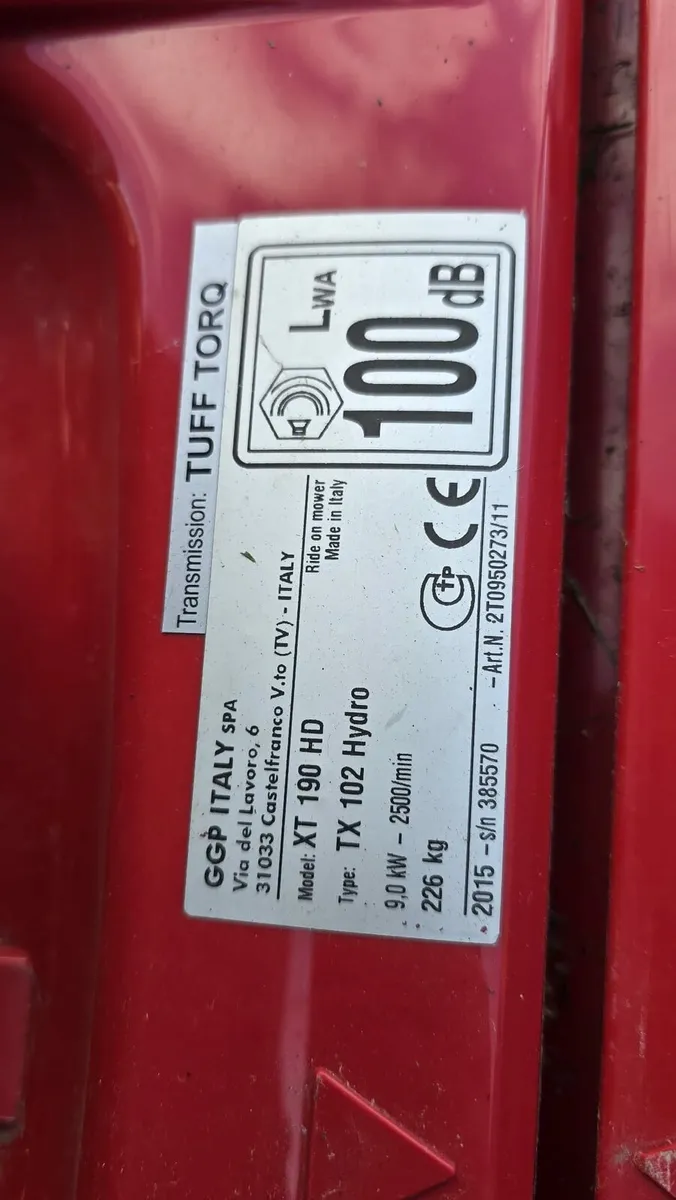 Transmission: TUFF TORQ
GGP ITALY SPA
Via del Lavoro, 6
31033 Castelfranco V.to (TV) - ITALY
Model: XT 190 HD
Ride on mower
Type: TX 102 Hydro
Made in Italy
9,0 kW – 2500/min
226 kg
2015 – s/n 385570 – Art.N. 2T0950273/11
LWA
100 dB
CfP
CE